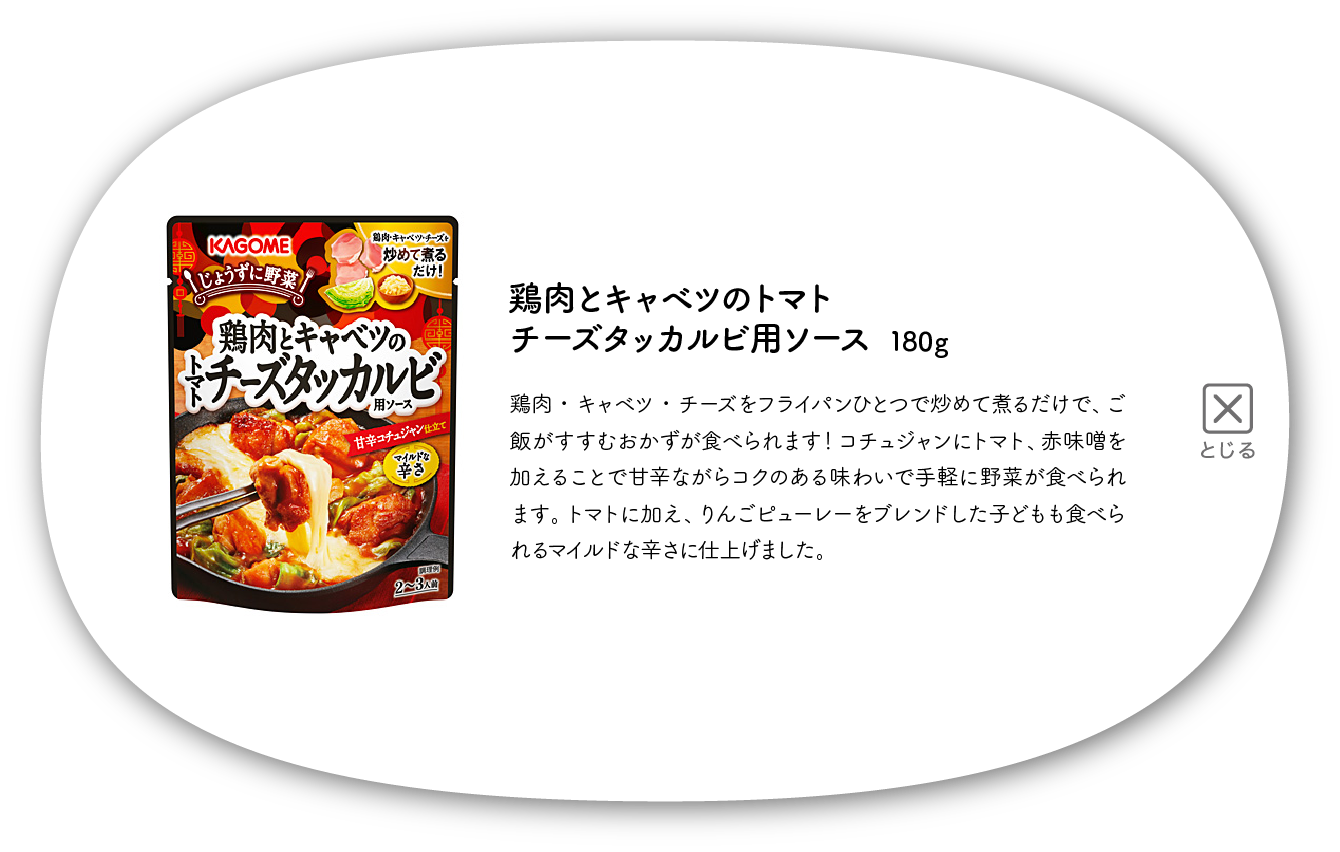 KAGOME
じょうずに野菜
鶏肉・キャベツ・チーズを
炒めて煮る
だけ!
鶏肉とキャベツの
トマト
チーズタッカルビ
用ソース
甘辛コチュジャン仕立て
マイルドな
辛さ
調理例
2〜3人前
鶏肉とキャベツのトマト
チーズタッカルビ用ソース 180g
鶏肉・キャベツ・チーズをフライパンひとつで炒めて煮るだけで、ご
飯がすすむおかずが食べられます!コチュジャンにトマト、赤味噌を
加えることで甘辛ながらコクのある味わいで手軽に野菜が食べられ
ます。トマトに加え、りんごピューレーをブレンドした子どもも食べら
れるマイルドな辛さに仕上げました。
とじる